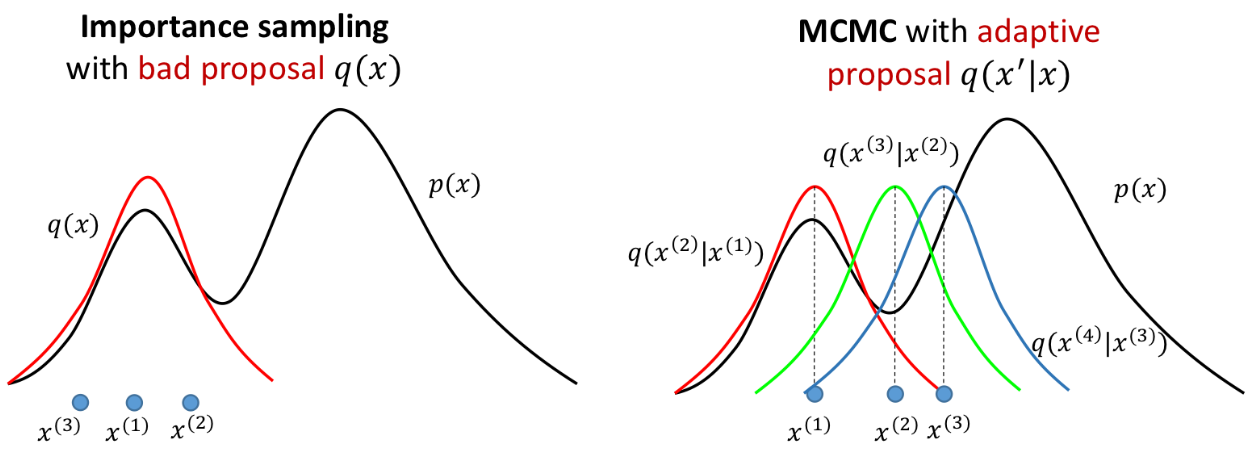 Importance sampling
with bad proposal q(x)
p(x)
q(x)
x⁽³⁾ x⁽¹⁾ x⁽²⁾
MCMC with adaptive
proposal q(x′|x)
q(x⁽³⁾|x⁽²⁾)
p(x)
q(x⁽²⁾|x⁽¹⁾)
q(x⁽⁴⁾|x⁽³⁾)
x⁽¹⁾ x⁽²⁾ x⁽³⁾